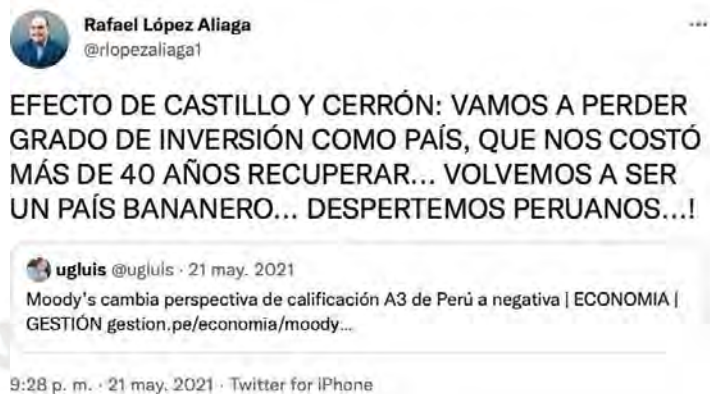 Rafael López Aliaga
@rlopezaliaga1
...
EFECTO DE CASTILLO Y CERRÓN: VAMOS A PERDER
GRADO DE INVERSIÓN COMO PAÍS, QUE NOS COSTÓ
MÁS DE 40 AÑOS RECUPERAR... VOLVEMOS A SER
UN PAÍS BANANERO... DESPERTEMOS PERUANOS...!
ugluis @ugluis · 21 may. 2021
Moody's cambia perspectiva de calificación A3 de Perú a negativa | ECONOMIA |
GESTIÓN gestion.pe/economia/moody...
9:28 p. m. · 21 may. 2021 · Twitter for iPhone